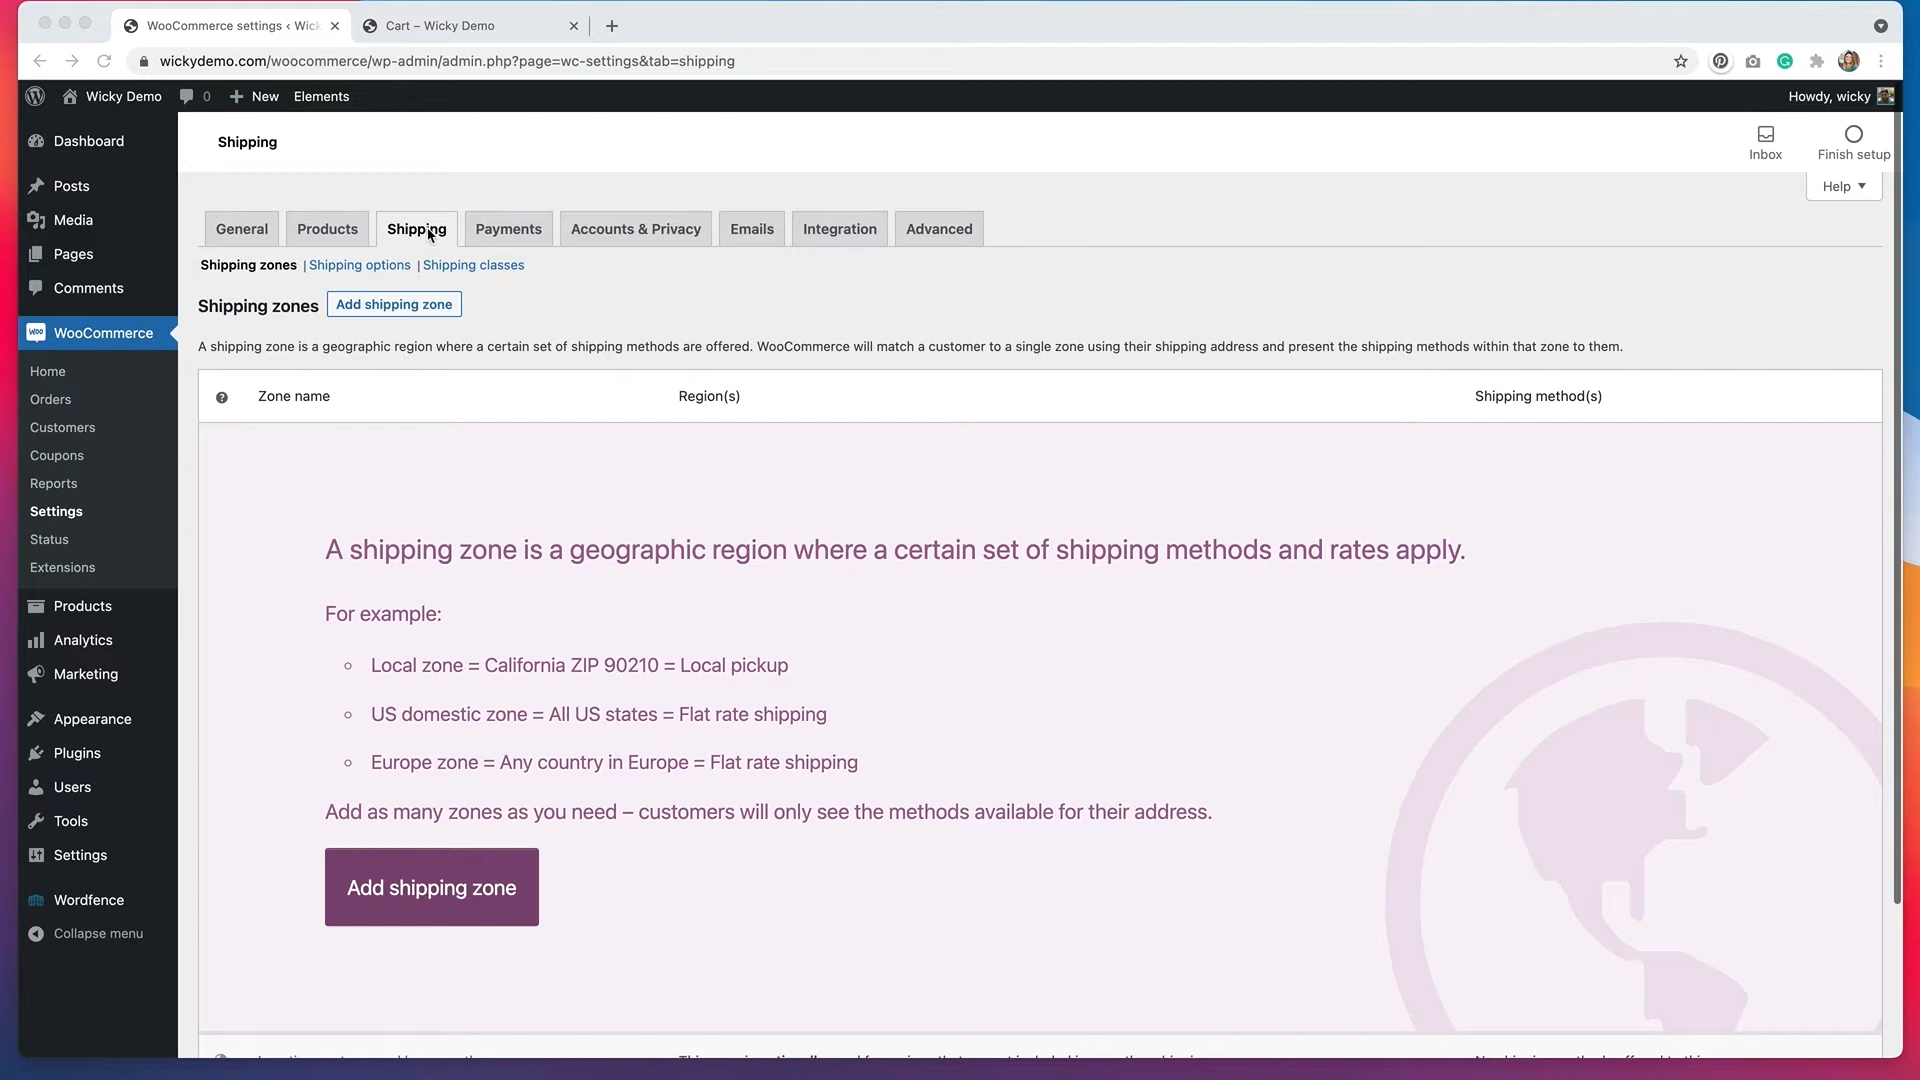 WooCommerce settings ‹ Wick
Cart – Wicky Demo
wickydemo.com/woocommerce/wp-admin/admin.php?page=wc-settings&tab=shipping
Wicky Demo
0
New
Elements
Howdy, wicky
Dashboard
Posts
Media
Pages
Comments
WooCommerce
Home
Orders
Customers
Coupons
Reports
Settings
Status
Extensions
Products
Analytics
Marketing
Appearance
Plugins
Users
Tools
Settings
Wordfence
Collapse menu
Shipping
Inbox
Finish setup
Help
General
Products
Shipping
Payments
Accounts & Privacy
Emails
Integration
Advanced
Shipping zones | Shipping options | Shipping classes
Shipping zones
Add shipping zone
A shipping zone is a geographic region where a certain set of shipping methods are offered. WooCommerce will match a customer to a single zone using their shipping address and present the shipping methods within that zone to them.
Zone name
Region(s)
Shipping method(s)
A shipping zone is a geographic region where a certain set of shipping methods and rates apply.
For example:
Local zone = California ZIP 90210 = Local pickup
US domestic zone = All US states = Flat rate shipping
Europe zone = Any country in Europe = Flat rate shipping
Add as many zones as you need – customers will only see the methods available for their address.
Add shipping zone